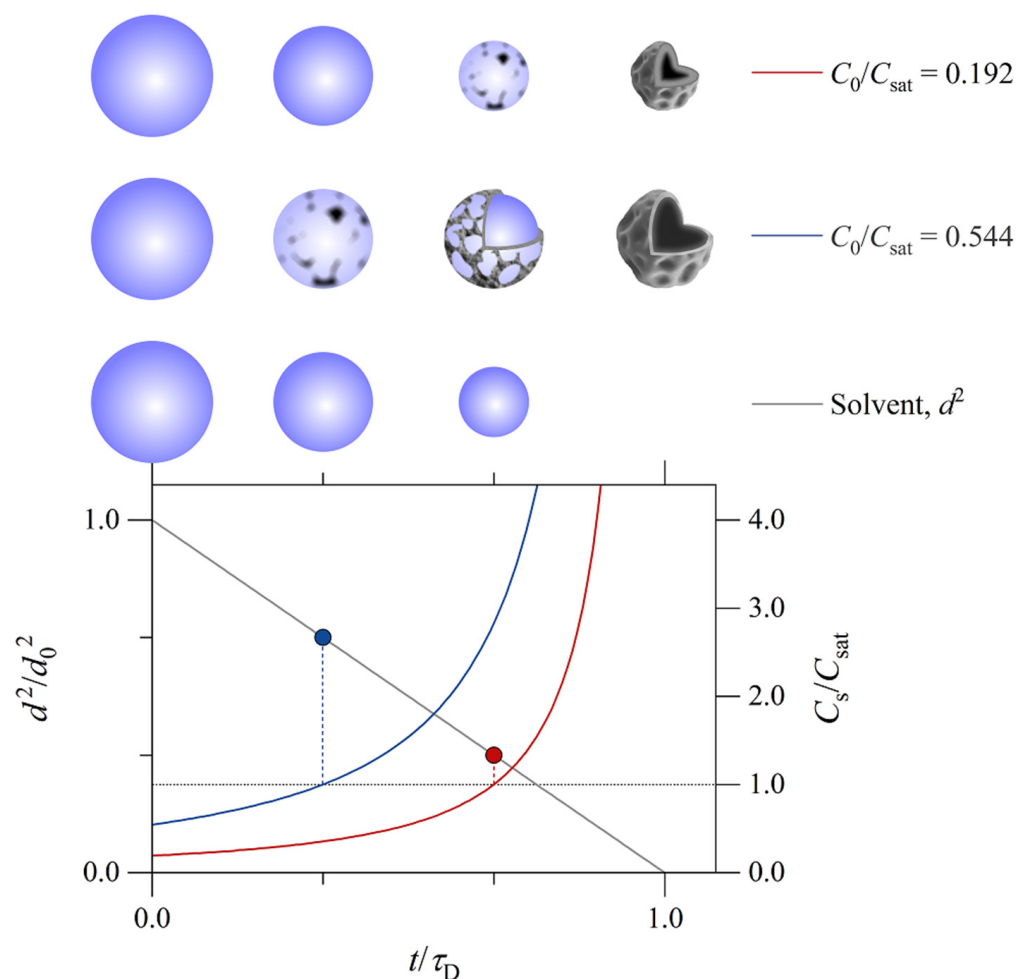 C₀/Csat = 0.192
C₀/Csat = 0.544
Solvent, d²
1.0
0.0
d²/d₀²
4.0
3.0
2.0
1.0
0.0
Cs/Csat
0.0
1.0
t/τD